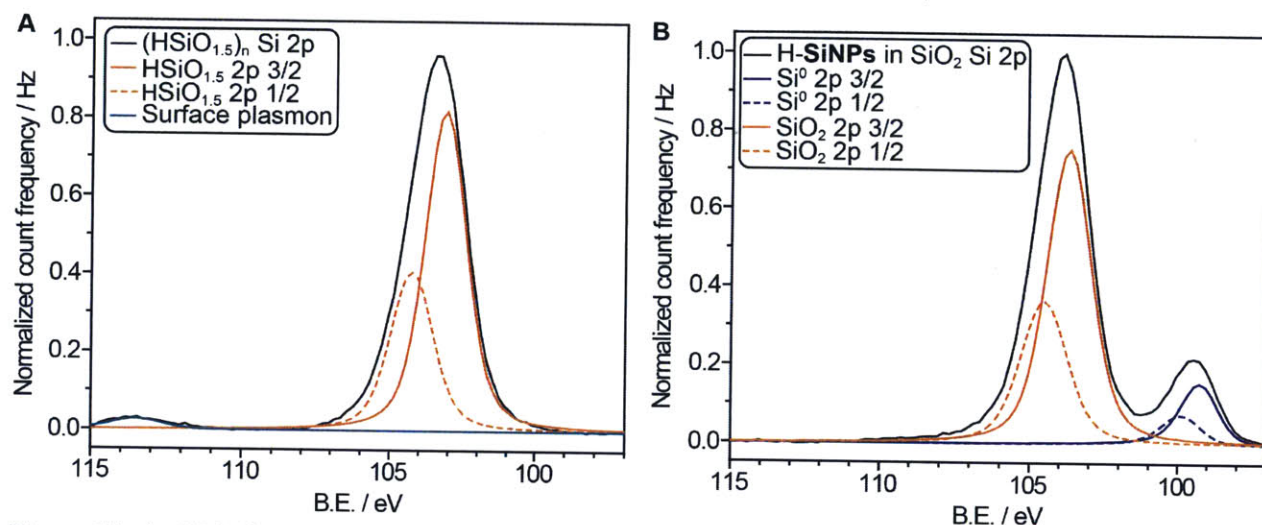 A
(HSiO1.5)n Si 2p
HSiO1.5 2p 3/2
HSiO1.5 2p 1/2
Surface plasmon
Normalized count frequency / Hz
1.0
0.8
0.6
0.4
0.2
0.0
115 110 105 100
B.E. / eV
B
H-SiNPs in SiO2 Si 2p
Si0 2p 3/2
Si0 2p 1/2
SiO2 2p 3/2
SiO2 2p 1/2
Normalized count frequency / Hz
1.0
0.8
0.6
0.4
0.2
0.0
115 110 105 100
B.E. / eV